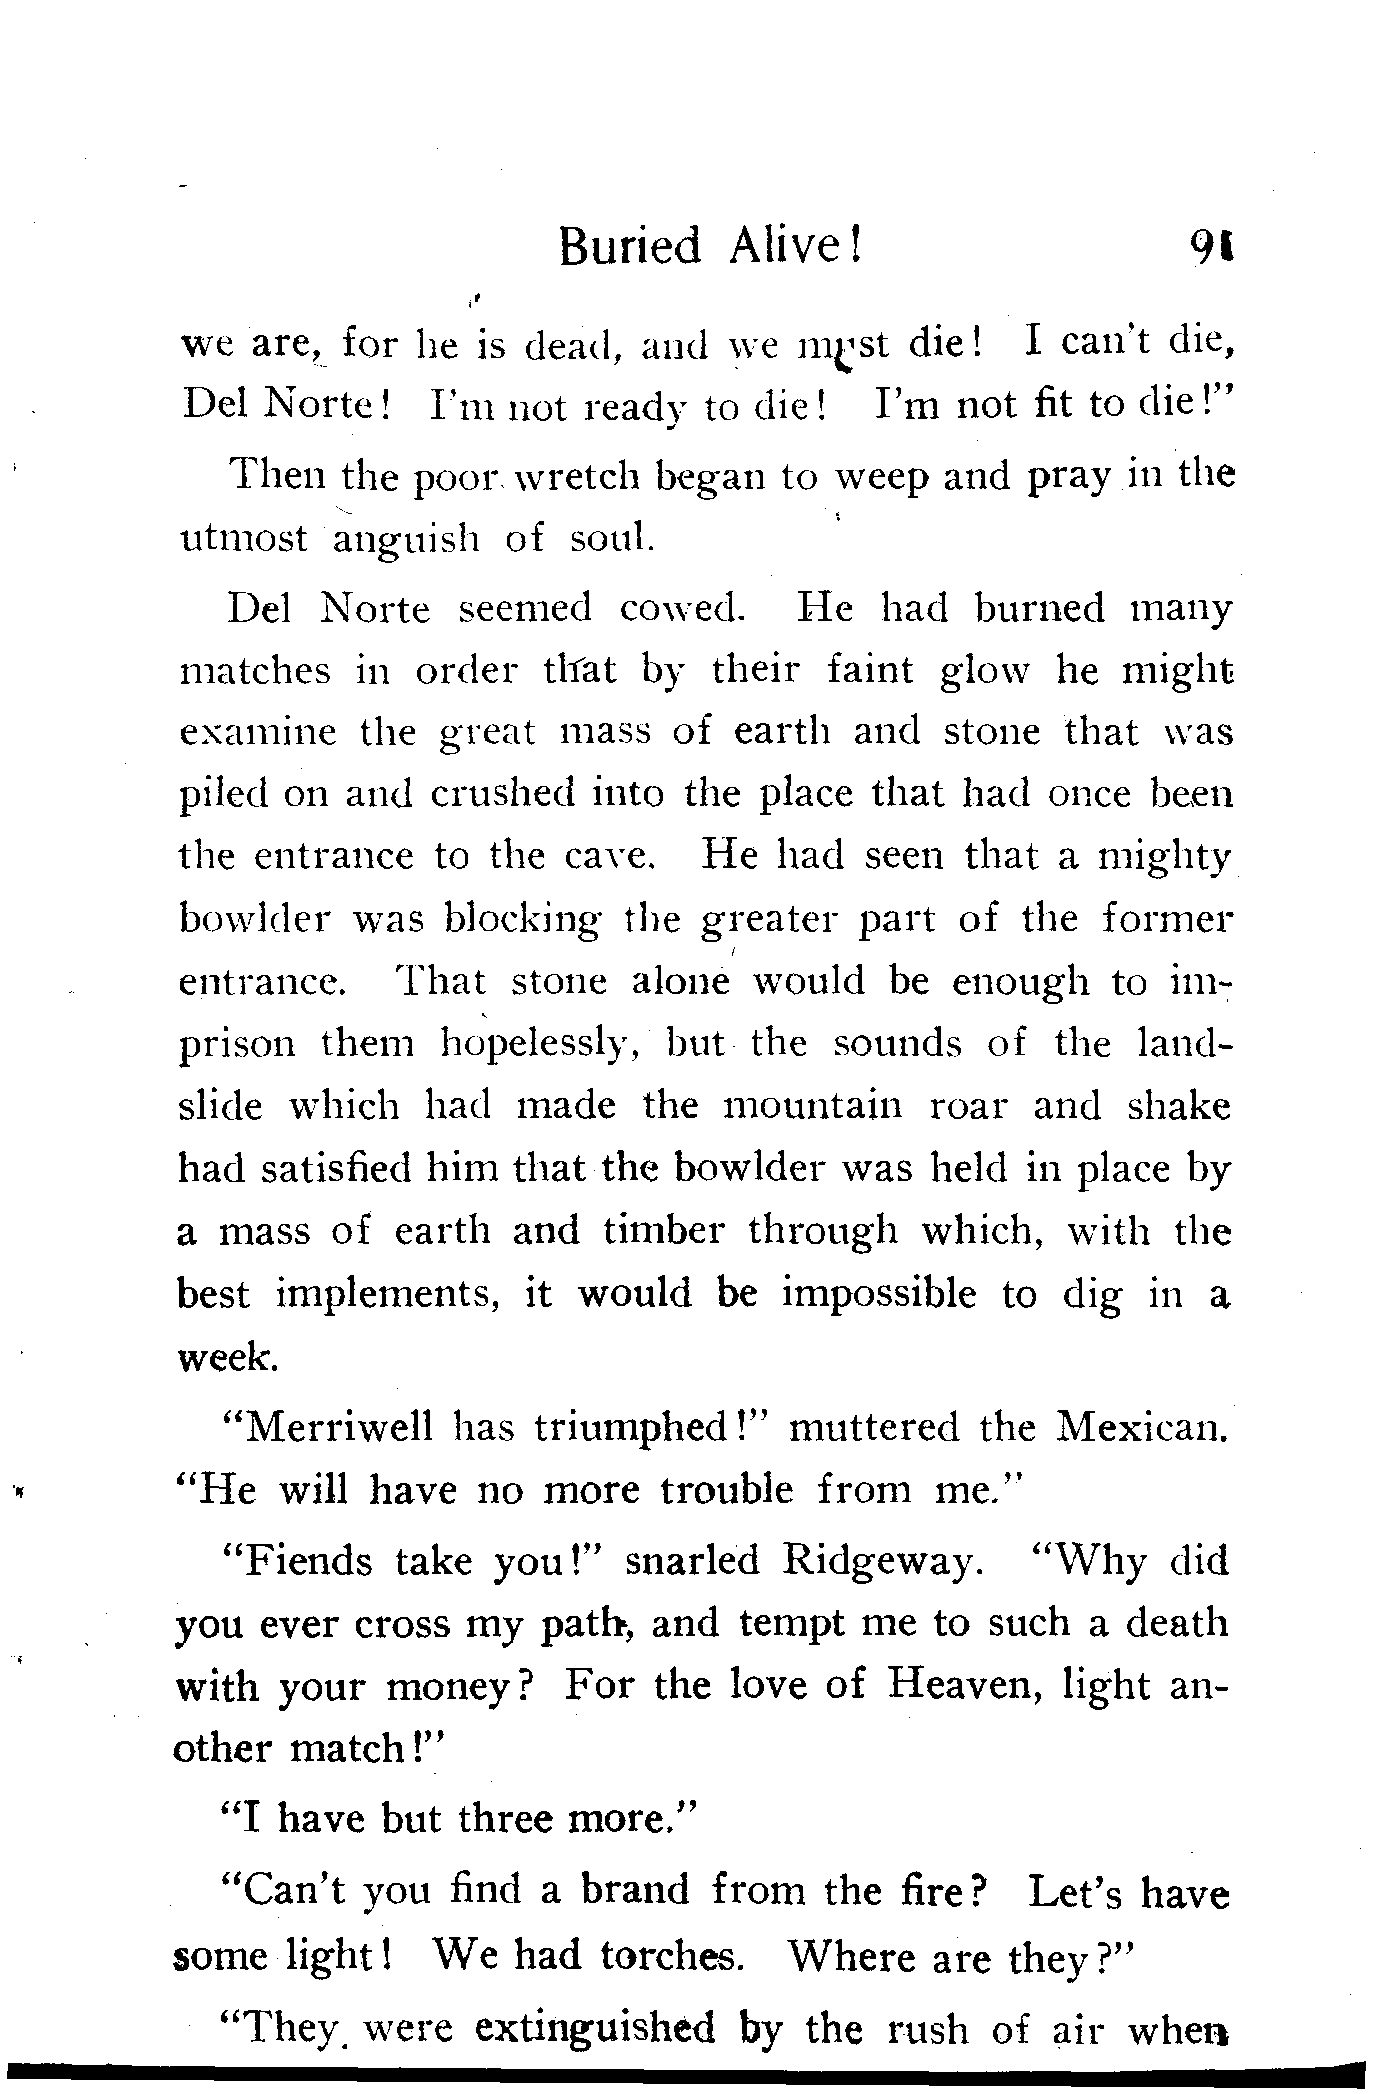 Buried Alive! 91
we are, for he is dead, and we must die! I can't die,
Del Norte! I'm not ready to die! I'm not fit to die!"
Then the poor wretch began to weep and pray in the
utmost anguish of soul.
Del Norte seemed cowed. He had burned many
matches in order that by their faint glow he might
examine the great mass of earth and stone that was
piled on and crushed into the place that had once been
the entrance to the cave. He had seen that a mighty
bowlder was blocking the greater part of the former
entrance. That stone alone would be enough to im-
prison them hopelessly, but the sounds of the land-
slide which had made the mountain roar and shake
had satisfied him that the bowlder was held in place by
a mass of earth and timber through which, with the
best implements, it would be impossible to dig in a
week.
"Merriwell has triumphed!" muttered the Mexican.
"He will have no more trouble from me."
"Fiends take you!" snarled Ridgeway. "Why did
you ever cross my path, and tempt me to such a death
with your money? For the love of Heaven, light an-
other match!"
"I have but three more."
"Can't you find a brand from the fire? Let's have
some light! We had torches. Where are they?"
"They were extinguished by the rush of air when